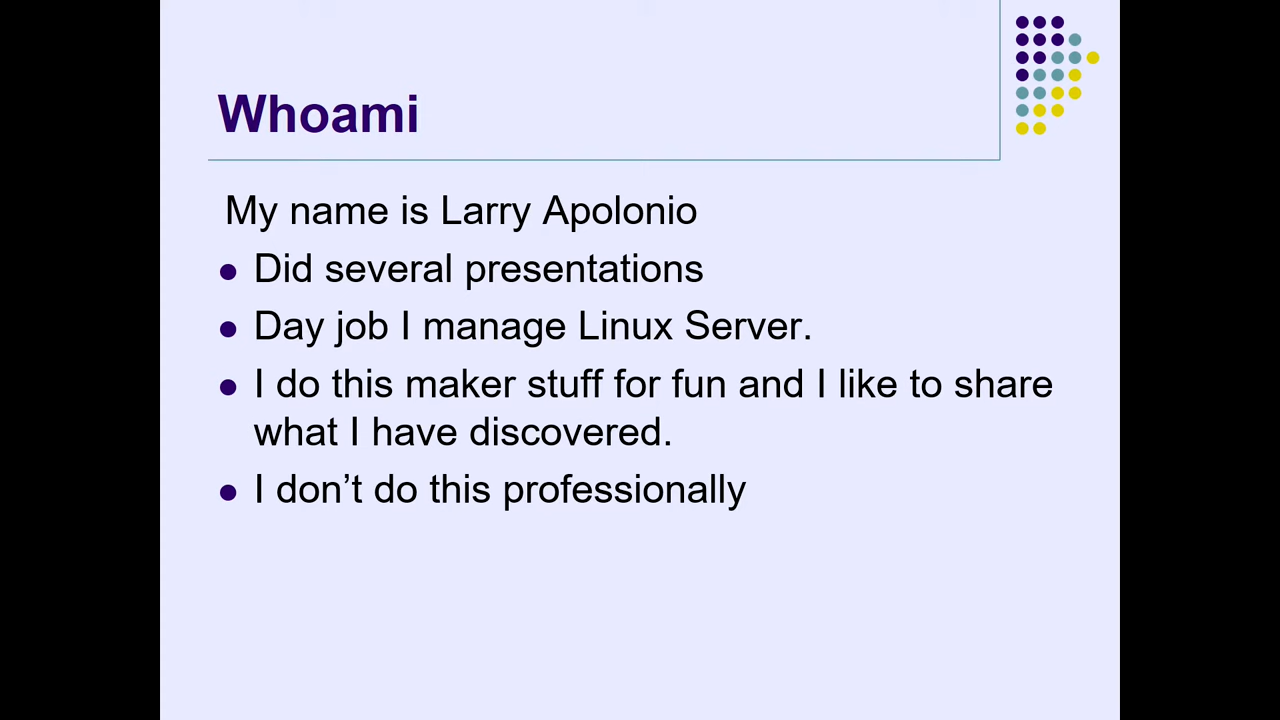 Whoami
My name is Larry Apolonio
Did several presentations
Day job I manage Linux Server.
I do this maker stuff for fun and I like to share
what I have discovered.
I don’t do this professionally